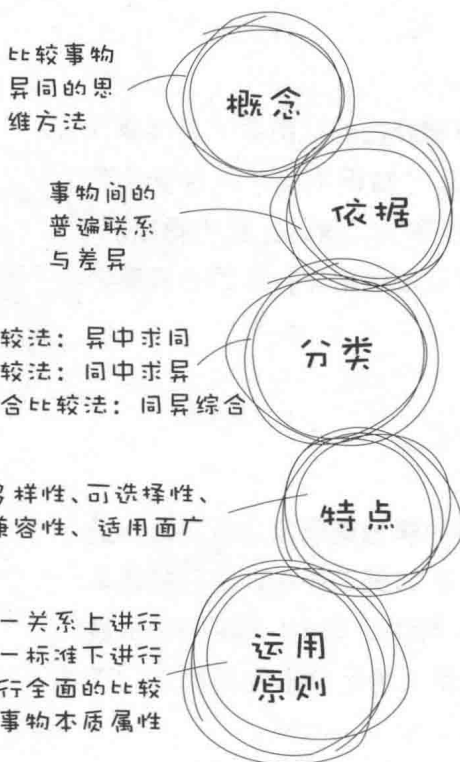 比较事物
异同的思
维方法
概念
事物间的
普遍联系
与差异
依据
较法：异中求同
较法：同中求异
合比较法：同异综合
分类
多样性、可选择性、
兼容性、适用面广
特点
一关系上进行
一标准下进行
行全面的比较
事物本质属性
运用
原则